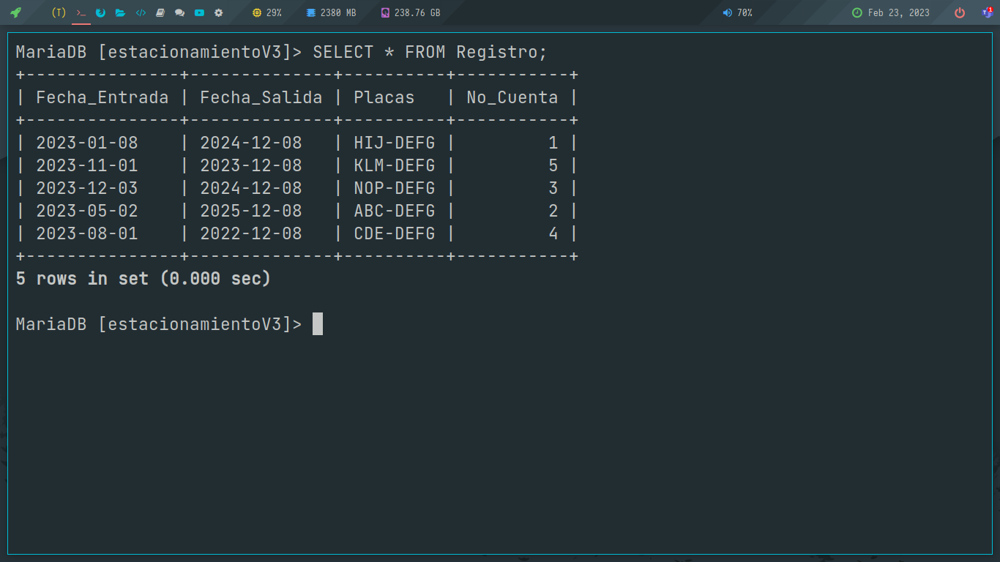 (T) 29% 2380 MB 238.76 GB 70% Feb 23, 2023 1
MariaDB [estacionamientoV3]> SELECT * FROM Registro;
+---------------+--------------+----------+-----------+
| Fecha_Entrada | Fecha_Salida | Placas   | No_Cuenta |
+---------------+--------------+----------+-----------+
| 2023-01-08    | 2024-12-08   | HIJ-DEFG |         1 |
| 2023-11-01    | 2023-12-08   | KLM-DEFG |         5 |
| 2023-12-03    | 2024-12-08   | NOP-DEFG |         3 |
| 2023-05-02    | 2025-12-08   | ABC-DEFG |         2 |
| 2023-08-01    | 2022-12-08   | CDE-DEFG |         4 |
+---------------+--------------+----------+-----------+
5 rows in set (0.000 sec)
MariaDB [estacionamientoV3]>